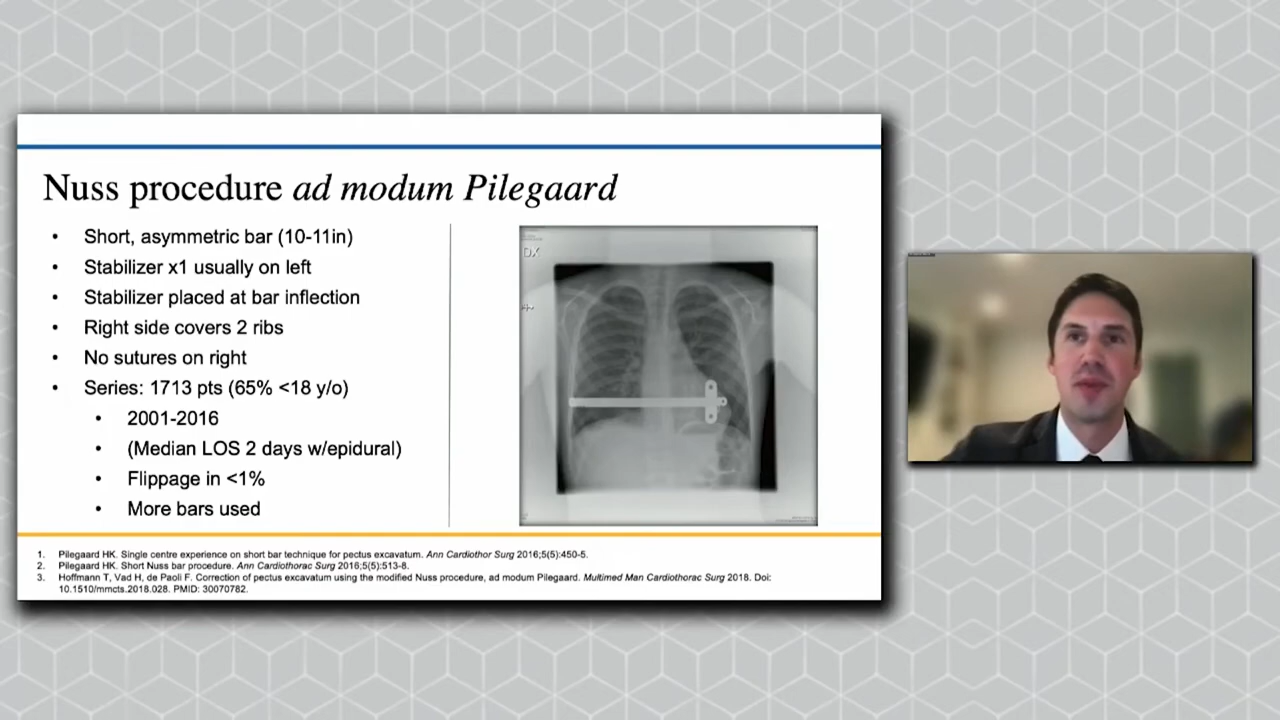 Nuss procedure ad modum Pilegaard
• Short, asymmetric bar (10-11in)
• Stabilizer x1 usually on left
• Stabilizer placed at bar inflection
• Right side covers 2 ribs
• No sutures on right
• Series: 1713 pts (65% <18 y/o)
• 2001-2016
• (Median LOS 2 days w/epidural)
• Flippage in <1%
• More bars used
DX
1. Pilegaard HK. Single centre experience on short bar technique for pectus excavatum. Ann Cardiothor Surg 2016;5(5):450-5.
2. Pilegaard HK. Short Nuss bar procedure. Ann Cardiothorac Surg 2016;5(5):513-8.
3. Hoffmann T, Vad H, de Paoli F. Correction of pectus excavatum using the modified Nuss procedure, ad modum Pilegaard. Multimed Man Cardiothorac Surg 2018. Doi:
10.1510/mmcts.2018.028. PMID: 30070782.